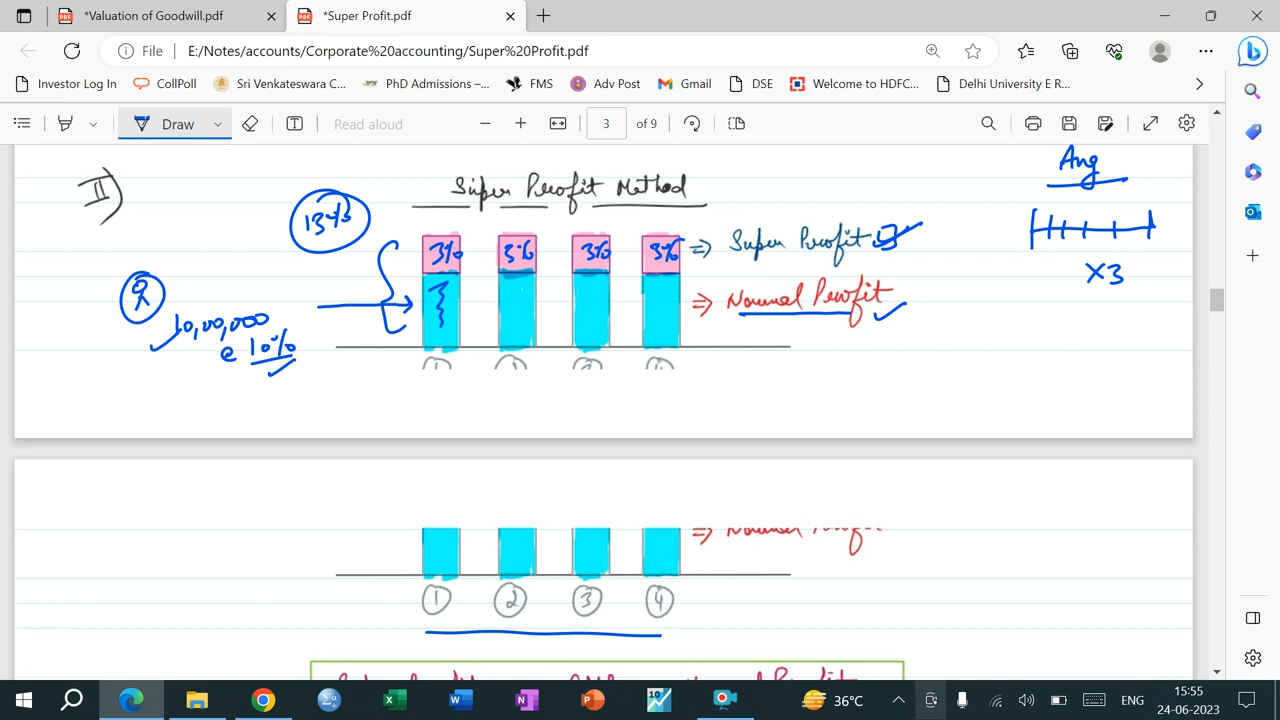 *Valuation of Goodwill.pdf
*Super Profit.pdf
File
E:/Notes/accounts/Corporate%20accounting/Super%20Profit.pdf
Investor Log In
CollPoll
Sri Venkateswara C...
PhD Admissions –...
FMS
Adv Post
Gmail
DSE
Welcome to HDFC...
Delhi University E R...
Draw
Read aloud
3
of 9
II)
Super Profit Method
13%
3%
3%
3%
3%
⇒ Super Profit
⇒ Normal Profit
10,00,000
@ 10%
X3
⇒ Normal Profit
1
2
3
4
36°C
ENG
15:55
24-06-2023